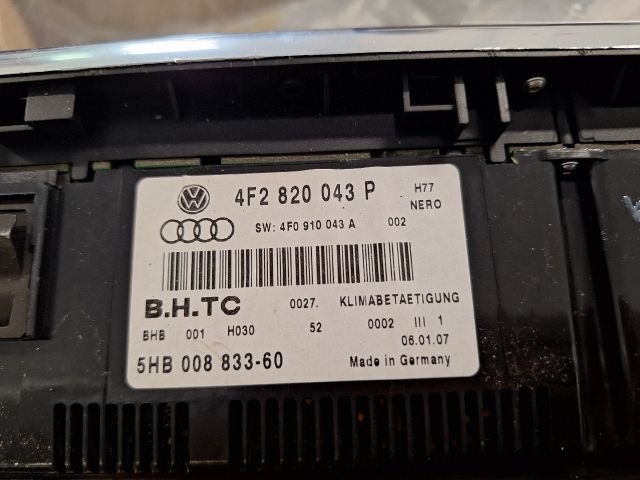 4F2 820 043 P H77
NERO
SW: 4F0 910 043 A 002
B.H.TC 0027. KLIMABETAETIGUNG
BHB 001 H030 52 0002 III 1
06.01.07
5HB 008 833-60 Made in Germany